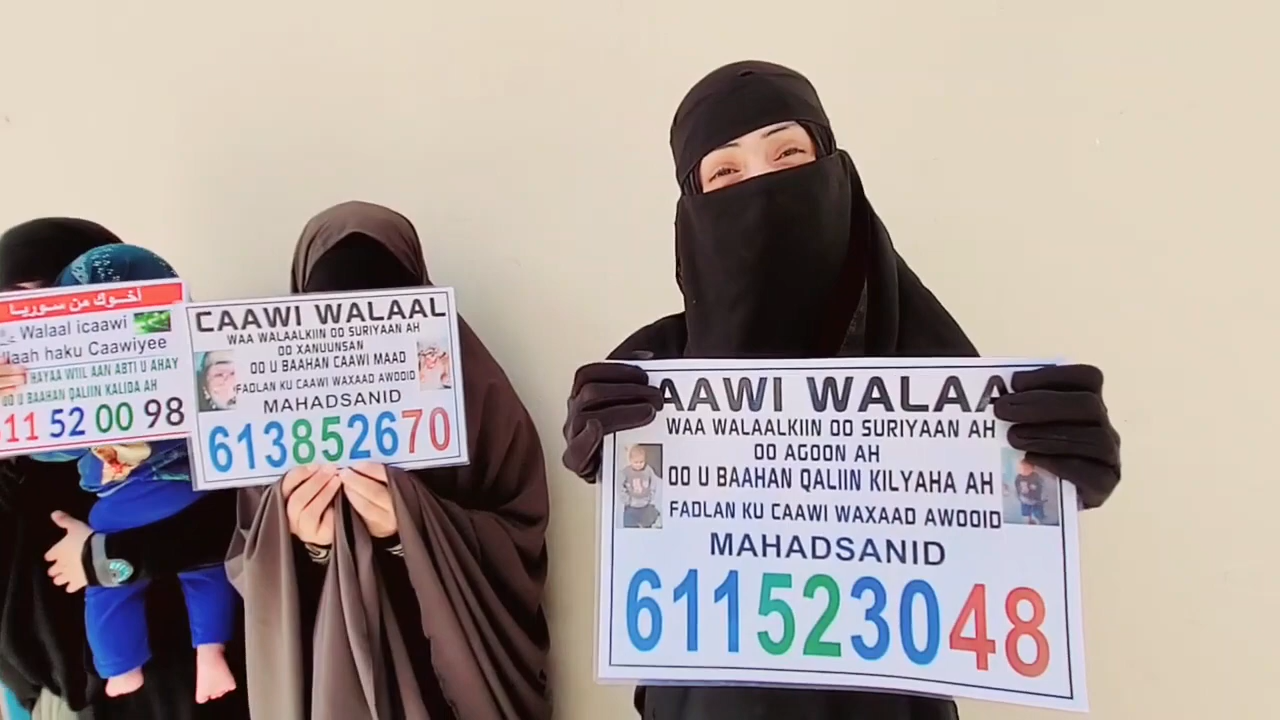 أخوك من سوريا
Walaal icaawi
haku Caawiyee
HAYAA WIIL AAN ABTI U AHAY
OO U BAAHAN QALIIN KALIDA AH
11 52 00 98
CAAWI WALAAL
WAA WALAALKIIN OO SURIYAAN AH
OO XANUUNSAN
OO U BAAHAN CAAWI MAAD
FADLAN KU CAAWI WAXAAD AWOOID
MAHADSANID
613852670
AAWI WALAA
WAA WALAALKIIN OO SURIYAAN AH
OO AGOON AH
OO U BAAHAN QALIIN KILYAHA AH
FADLAN KU CAAWI WAXAAD AWOOID
MAHADSANID
611523048